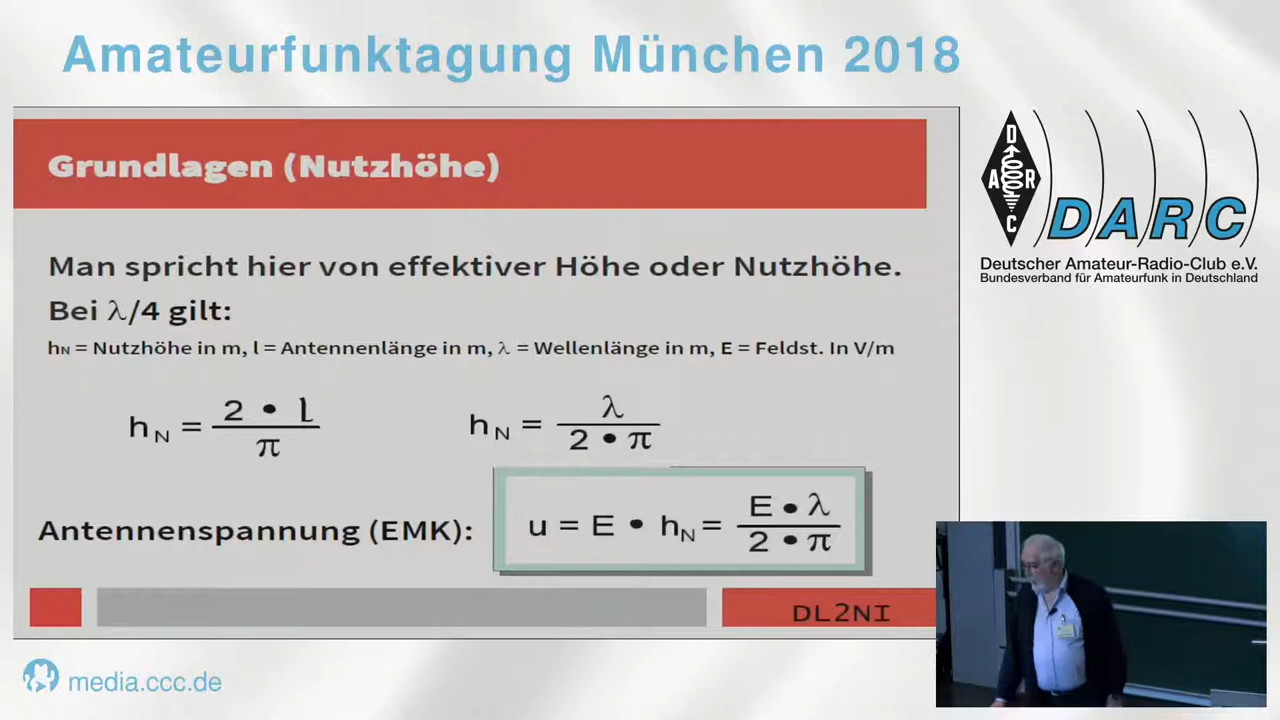 Amateurfunktagung München 2018
Grundlagen (Nutzhöhe)
Man spricht hier von effektiver Höhe oder Nutzhöhe.
Bei λ/4 gilt:
hN = Nutzhöhe in m, l = Antennenlänge in m, λ = Wellenlänge in m, E = Feldst. In V/m
hN = 2 • l / π
hN = λ / 2 • π
Antennenspannung (EMK):
u = E • hN = E • λ / 2 • π
DL2NI
D
A R
C
DARC
Deutscher Amateur-Radio-Club e.V.
Bundesverband für Amateurfunk in Deutschland
media.ccc.de